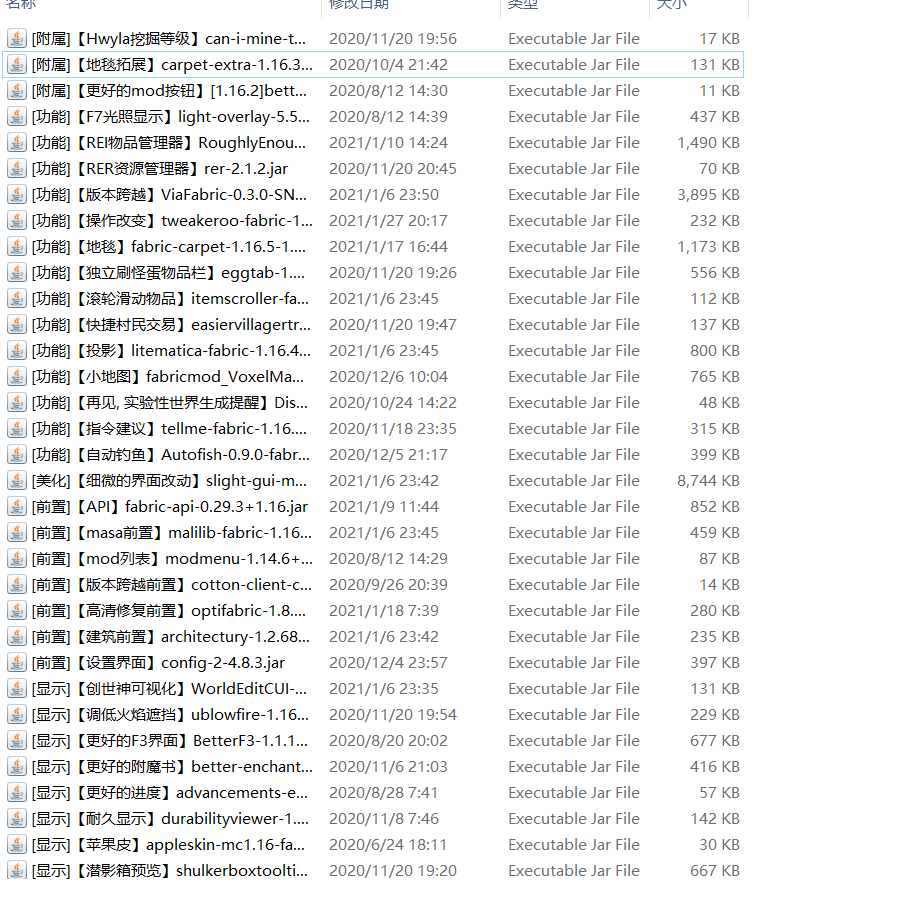 名称 修改日期 类型 大小
[附属]【Hwyla挖掘等级】can-i-mine-t... 2020/11/20 19:56 Executable Jar File 17 KB
[附属]【地毯拓展】carpet-extra-1.16.3... 2020/10/4 21:42 Executable Jar File 131 KB
[附属]【更好的mod按钮】[1.16.2]bett... 2020/8/12 14:30 Executable Jar File 11 KB
[功能]【F7光照显示】light-overlay-5.5... 2020/8/12 14:39 Executable Jar File 437 KB
[功能]【REI物品管理器】RoughlyEnou... 2021/1/10 14:24 Executable Jar File 1,490 KB
[功能]【RER资源管理器】rer-2.1.2.jar 2020/11/20 20:45 Executable Jar File 70 KB
[功能]【版本跨越】ViaFabric-0.3.0-SN... 2021/1/6 23:50 Executable Jar File 3,895 KB
[功能]【操作改变】tweakeroo-fabric-1... 2021/1/27 20:17 Executable Jar File 232 KB
[功能]【地毯】fabric-carpet-1.16.5-1.... 2021/1/17 16:44 Executable Jar File 1,173 KB
[功能]【独立刷怪蛋物品栏】eggtab-1.... 2020/11/20 19:26 Executable Jar File 556 KB
[功能]【滚轮滑动物品】itemscroller-fa... 2021/1/6 23:45 Executable Jar File 112 KB
[功能]【快捷村民交易】easiervillagertr... 2020/11/20 19:47 Executable Jar File 137 KB
[功能]【投影】litematica-fabric-1.16.4... 2021/1/6 23:45 Executable Jar File 800 KB
[功能]【小地图】fabricmod_VoxelMa... 2020/12/6 10:04 Executable Jar File 765 KB
[功能]【再见, 实验性世界生成提醒】Dis... 2020/10/24 14:22 Executable Jar File 48 KB
[功能]【指令建议】tellme-fabric-1.16.... 2020/11/18 23:35 Executable Jar File 315 KB
[功能]【自动钓鱼】Autofish-0.9.0-fabr... 2020/12/5 21:17 Executable Jar File 399 KB
[美化]【细微的界面改动】slight-gui-m... 2021/1/6 23:42 Executable Jar File 8,744 KB
[前置]【API】fabric-api-0.29.3+1.16.jar 2021/1/9 11:44 Executable Jar File 852 KB
[前置]【masa前置】malilib-fabric-1.16... 2021/1/6 23:45 Executable Jar File 459 KB
[前置]【mod列表】modmenu-1.14.6+... 2020/8/12 14:29 Executable Jar File 87 KB
[前置]【版本跨越前置】cotton-client-c... 2020/9/26 20:39 Executable Jar File 14 KB
[前置]【高清修复前置】optifabric-1.8.... 2021/1/18 7:39 Executable Jar File 280 KB
[前置]【建筑前置】architectury-1.2.68... 2021/1/6 23:42 Executable Jar File 235 KB
[前置]【设置界面】config-2-4.8.3.jar 2020/12/4 23:57 Executable Jar File 397 KB
[显示]【创世神可视化】WorldEditCUI-... 2021/1/6 23:35 Executable Jar File 131 KB
[显示]【调低火焰遮挡】ublowfire-1.16... 2020/11/20 19:54 Executable Jar File 229 KB
[显示]【更好的F3界面】BetterF3-1.1.1... 2020/8/20 20:02 Executable Jar File 677 KB
[显示]【更好的附魔书】better-enchant... 2020/11/6 21:03 Executable Jar File 416 KB
[显示]【更好的进度】advancements-e... 2020/8/28 7:41 Executable Jar File 57 KB
[显示]【耐久显示】durabilityviewer-1.... 2020/11/8 7:46 Executable Jar File 142 KB
[显示]【苹果皮】appleskin-mc1.16-fa... 2020/6/24 18:11 Executable Jar File 30 KB
[显示]【潜影箱预览】shulkerboxtoolti... 2020/11/20 19:20 Executable Jar File 667 KB